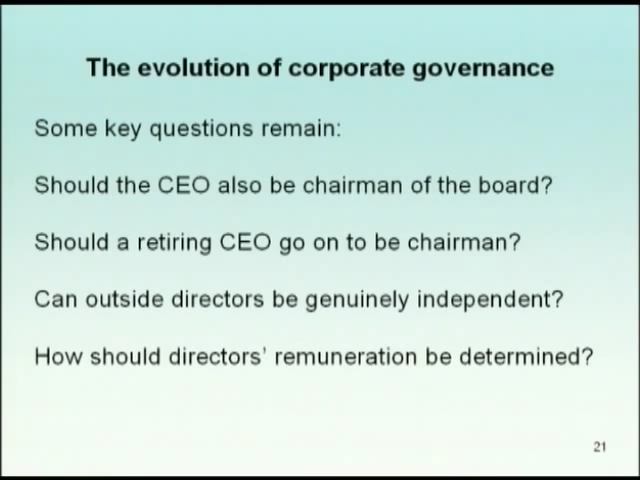 The evolution of corporate governance
Some key questions remain:
Should the CEO also be chairman of the board?
Should a retiring CEO go on to be chairman?
Can outside directors be genuinely independent?
How should directors’ remuneration be determined?
21